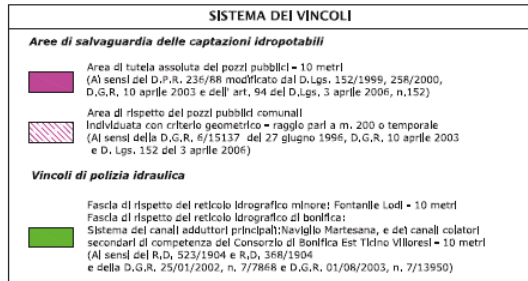 SISTEMA DEI VINCOLI
Aree di salvaguardia delle captazioni idropotabili
Area di tutela assoluta dei pozzi pubblici - 10 metri
(Ai sensi del D.P.R. 236/88 modificato dal D.Lgs. 152/1999, 258/2000,
D.G.R. 10 aprile 2003 e dell' art. 94 del D.Lgs. 3 aprile 2006, n.152)
Area di rispetto dei pozzi pubblici comunali
individuata con criterio geometrico - raggio pari a m. 200 o temporale
(Ai sensi della D.G.R. 6/15137 del 27 giugno 1996, D.G.R. 10 aprile 2003
e D. Lgs. 152 del 3 aprile 2006)
Vincoli di polizia idraulica
Fascia di rispetto del reticolo idrografico minore: Fontanile Lodi - 10 metri
Fascia di rispetto del reticolo idrografico di bonifica:
Sistema dei canali adduttori principali:Naviglio Martesana, e dei canali colatori
secondari di competenza del Consorzio di Bonifica Est Ticino Villoresi - 10 metri
(Ai sensi del R.D. 523/1904 e R.D. 368/1904
e della D.G.R. 25/01/2002, n. 7/7868 e D.G.R. 01/08/2003, n. 7/13950)